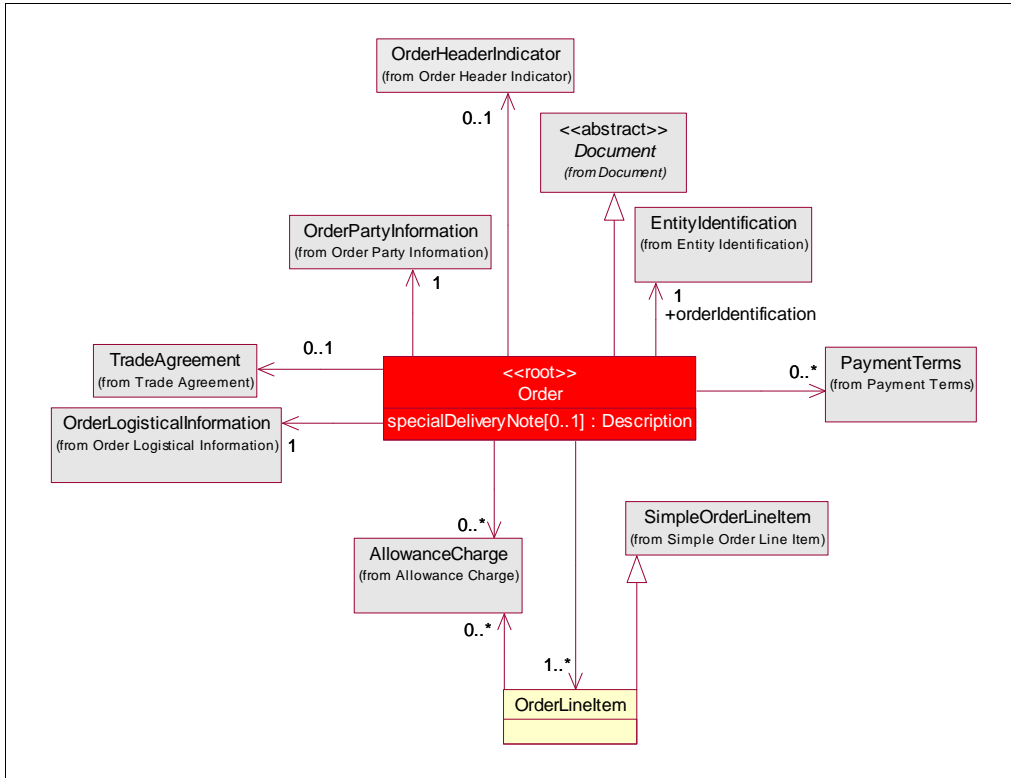 OrderHeaderIndicator
(from Order Header Indicator)
0..1
<<abstract>>
Document
(from Document)
OrderPartyInformation
(from Order Party Information)
1
EntityIdentification
(from Entity Identification)
1
+orderIdentification
TradeAgreement
(from Trade Agreement)
0..1
<<root>>
Order
specialDeliveryNote[0..1] : Description
0..*
PaymentTerms
(from Payment Terms)
OrderLogisticalInformation
(from Order Logistical Information)
1
0..*
AllowanceCharge
(from Allowance Charge)
0..*
SimpleOrderLineItem
(from Simple Order Line Item)
1..*
OrderLineItem